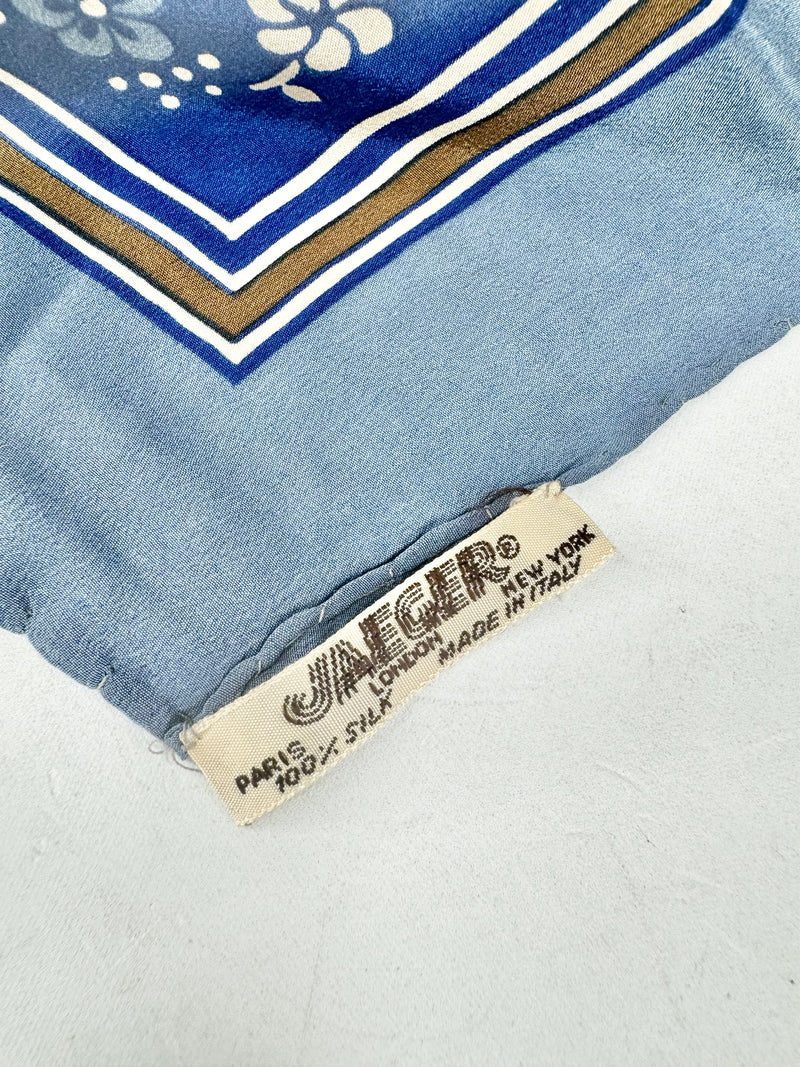 JAEGER®
PARIS LONDON NEW YORK
100% SILK MADE IN ITALY